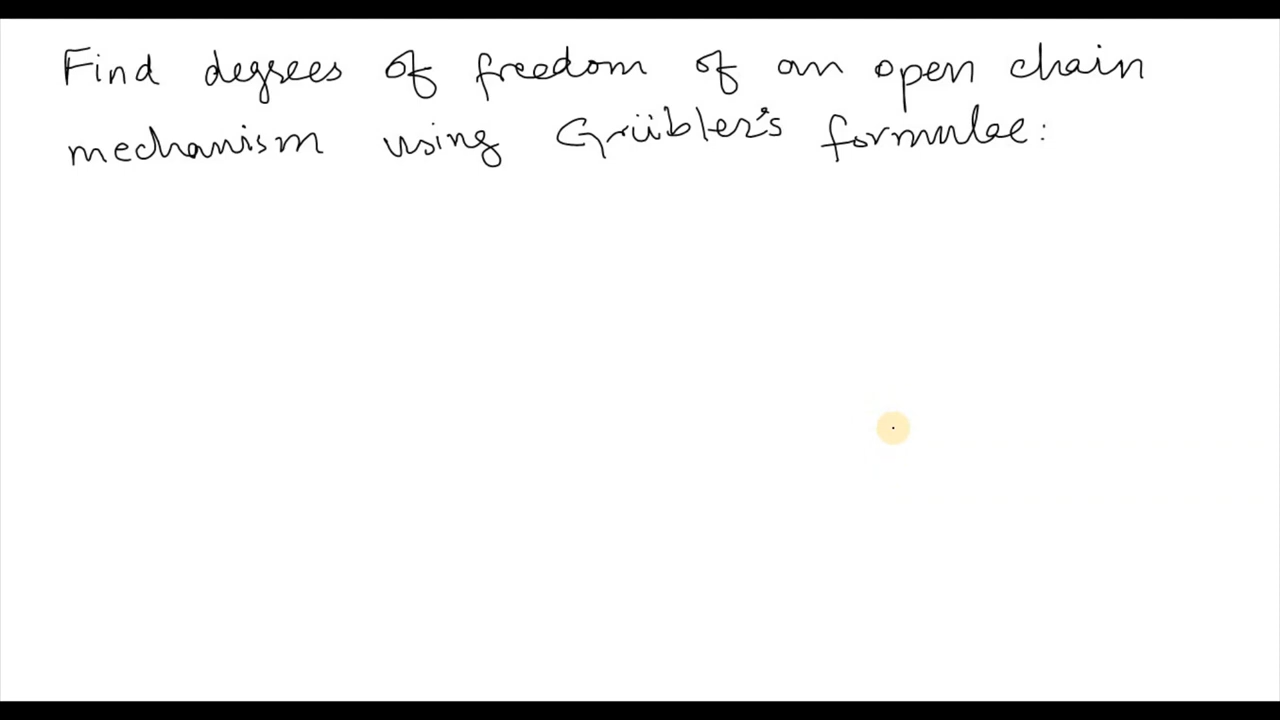 Find degrees of freedom of an open chain
mechanism using Grübler's formulae: